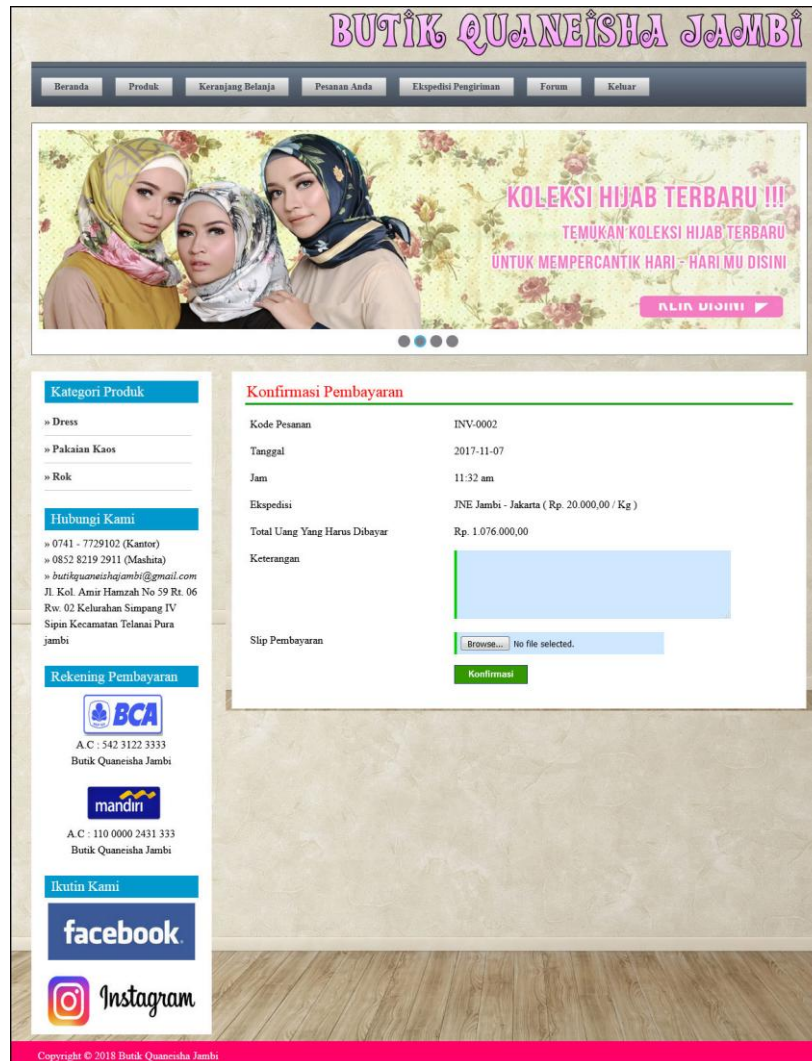 BUTIK QUANEISHA JAMBI
Beranda Produk Keranjang Belanja Pesanan Anda Ekspedisi Pengiriman Forum Keluar
KOLEKSI HIJAB TERBARU !!!
TEMUKAN KOLEKSI HIJAB TERBARU
UNTUK MEMPERCANTIK HARI - HARI MU DISINI
KLIK DISINI
Kategori Produk
» Dress
» Pakaian Kaos
» Rok
Hubungi Kami
» 0741 - 7729102 (Kantor)
» 0852 8219 2911 (Mashita)
» butikquaneishajambi@gmail.com
Jl. Kol. Amir Hamzah No 59 Rt. 06
Rw. 02 Kelurahan Simpang IV
Sipin Kecamatan Telanai Pura
jambi
Rekening Pembayaran
BCA
A.C : 542 3122 3333
Butik Quaneisha Jambi
mandiri
A.C : 110 0000 2431 333
Butik Quaneisha Jambi
Ikutin Kami
facebook.
Instagram
Konfirmasi Pembayaran
Kode Pesanan INV-0002
Tanggal 2017-11-07
Jam 11:32 am
Ekspedisi JNE Jambi - Jakarta ( Rp. 20.000,00 / Kg )
Total Uang Yang Harus Dibayar Rp. 1.076.000,00
Keterangan
Slip Pembayaran Browse... No file selected.
Konfirmasi
Copyright © 2018 Butik Quaneisha Jambi